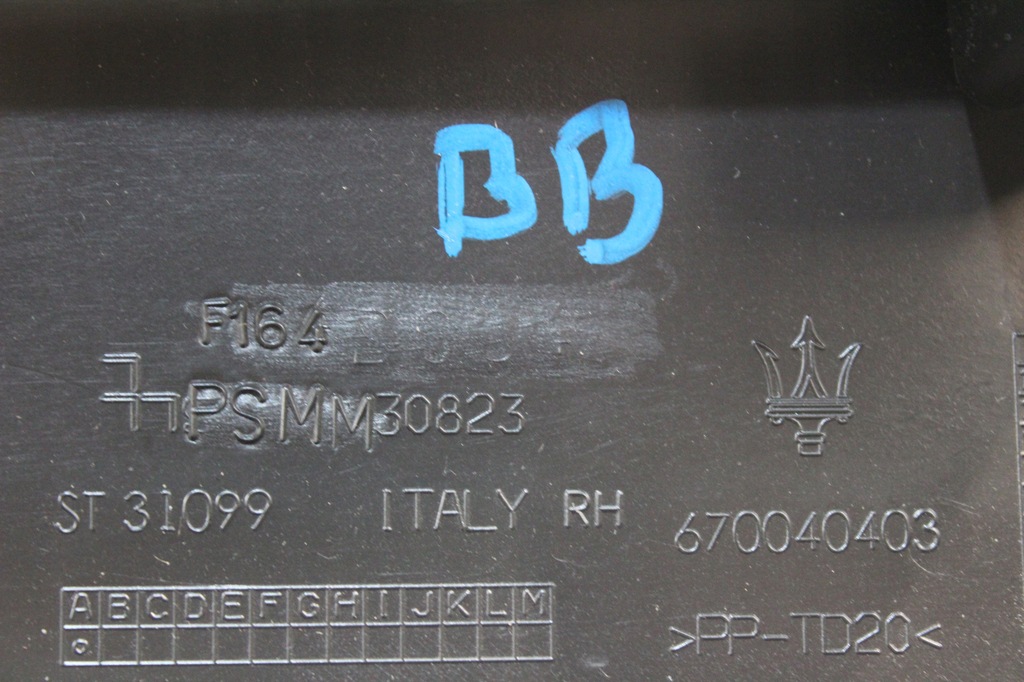 BB
F164
PSMM30823
ST 31099 ITALY RH
670040403
ABCDEFGHIJKLM
>PP-TD20<